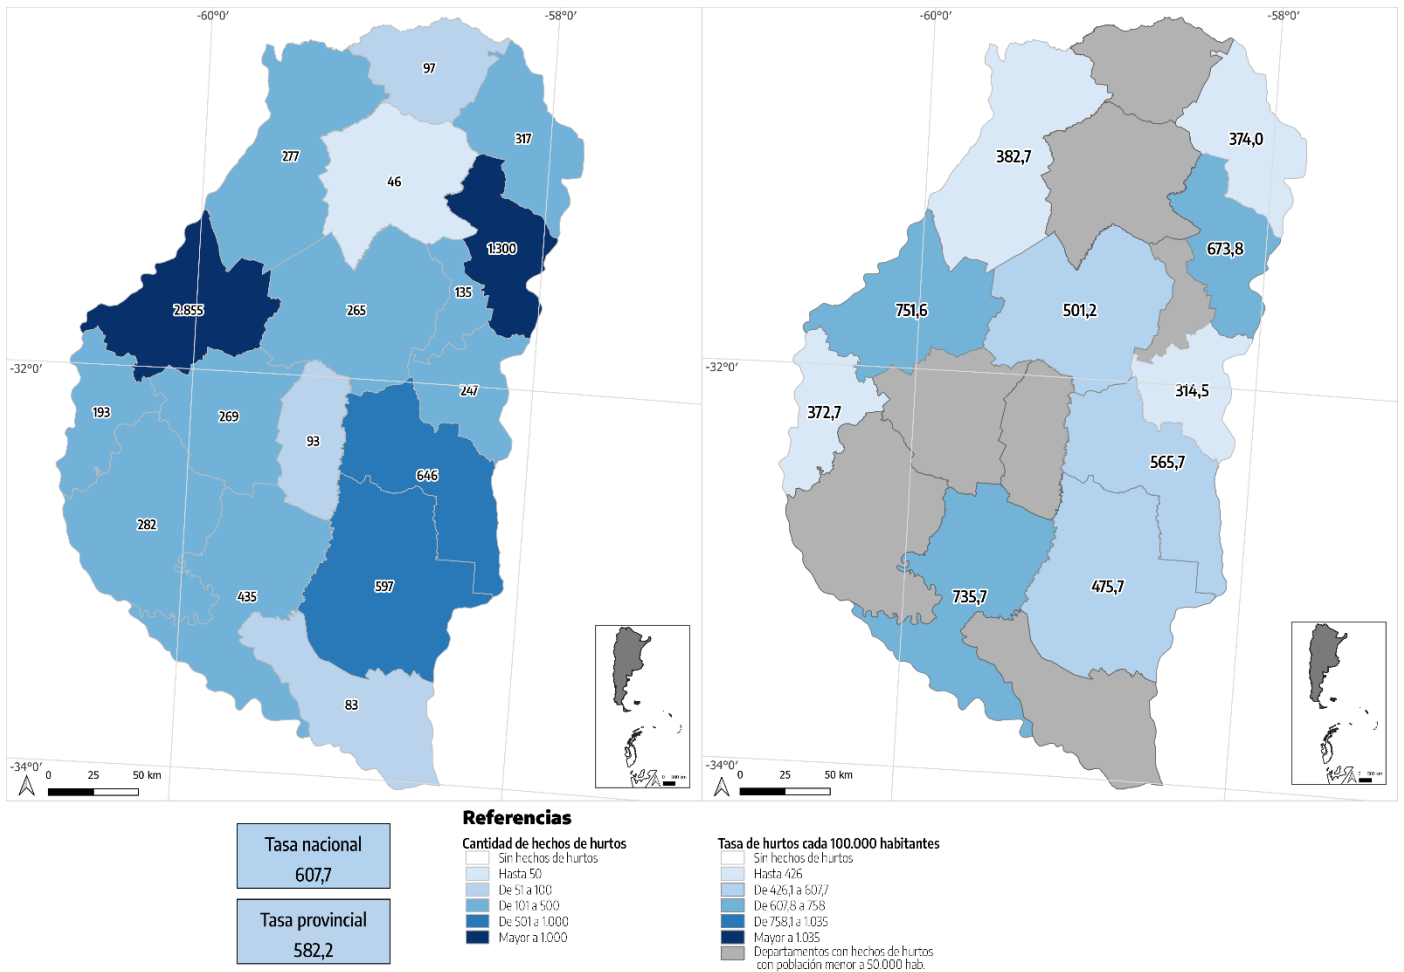 -60°0'
-58°0'
97
317
277
46
1.300
135
2.855
265
-32°0'
247
193
269
93
646
282
597
435
83
-34°0'
0 25 50 km
-60°0'
-58°0'
374,0
382,7
673,8
751,6
501,2
-32°0'
314,5
372,7
565,7
475,7
735,7
-34°0'
0 25 50 km
Referencias
Tasa nacional
607,7
Tasa provincial
582,2
Cantidad de hechos de hurtos
Sin hechos de hurtos
Hasta 50
De 51 a 100
De 101 a 500
De 501 a 1.000
Mayor a 1.000
Tasa de hurtos cada 100.000 habitantes
Sin hechos de hurtos
Hasta 426
De 426,1 a 607,7
De 607,8 a 758
De 758,1 a 1.035
Mayor a 1.035
Departamentos con hechos de hurtos
con población menor a 50.000 hab.